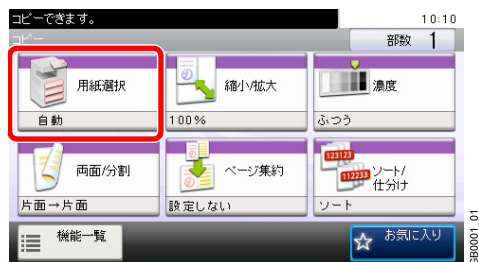 コピーできます。 10:10
コピー 部数 1
用紙選択 縮小/拡大 濃度
自動 100% ふつう
123123
112233
両面/分割 ページ集約 ソート/
仕分け
片面→片面 設定しない ソート
機能一覧 お気に入り
GB0001_01